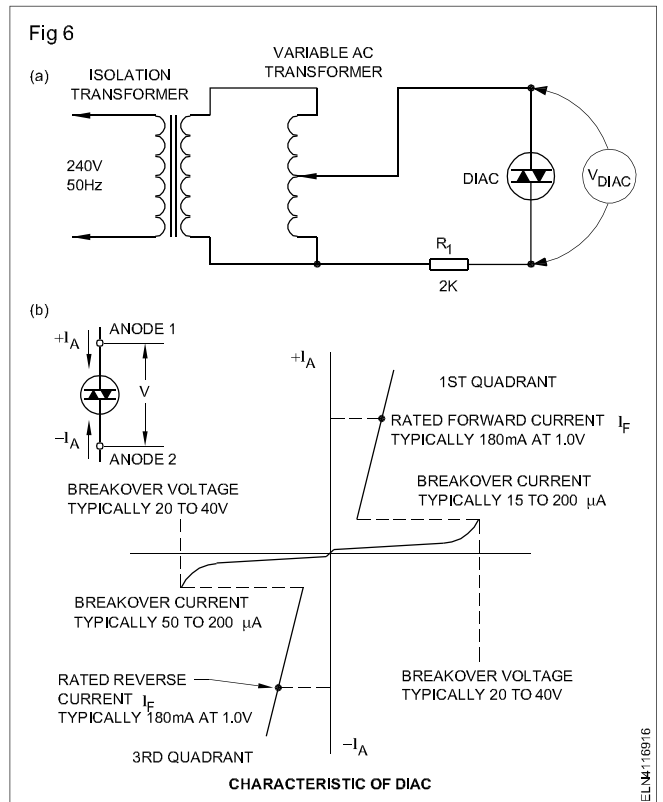 Fig 6
(a)
ISOLATION
TRANSFORMER
VARIABLE AC
TRANSFORMER
240V
50Hz
DIAC
V DIAC
R1
2K
(b)
+IA
ANODE 1
V
–IA
ANODE 2
+IA
1ST QUADRANT
RATED FORWARD CURRENT IF
TYPICALLY 180mA AT 1.0V
BREAKOVER CURRENT
TYPICALLY 15 TO 200 µA
BREAKOVER VOLTAGE
TYPICALLY 20 TO 40V
BREAKOVER CURRENT
TYPICALLY 50 TO 200 µA
BREAKOVER VOLTAGE
TYPICALLY 20 TO 40V
RATED REVERSE
CURRENT IF
TYPICALLY 180mA AT 1.0V
3RD QUADRANT
–IA
CHARACTERISTIC OF DIAC
ELN4116916